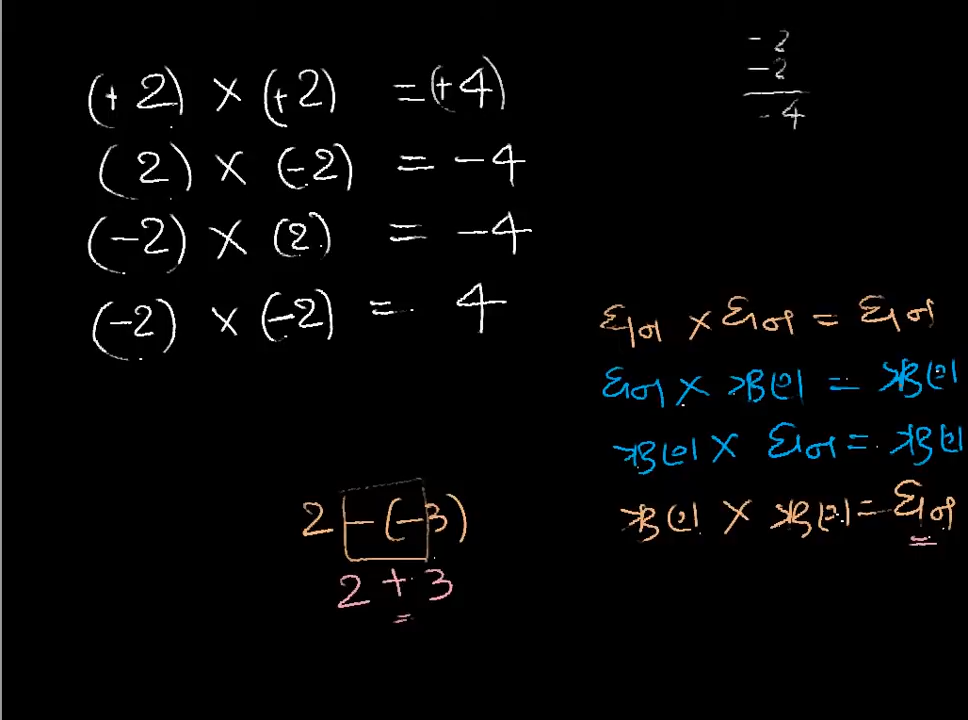 (+2) × (+2) = (+4)
(2) × (-2) = -4
(-2) × (2) = -4
(-2) × (-2) = 4
-2
-2
-4
ધન × ધન = ધન
ધન × ઋણ = ઋણ
ઋણ × ધન = ઋણ
ઋણ × ઋણ = ધન
2 -(-3)
2 + 3
=